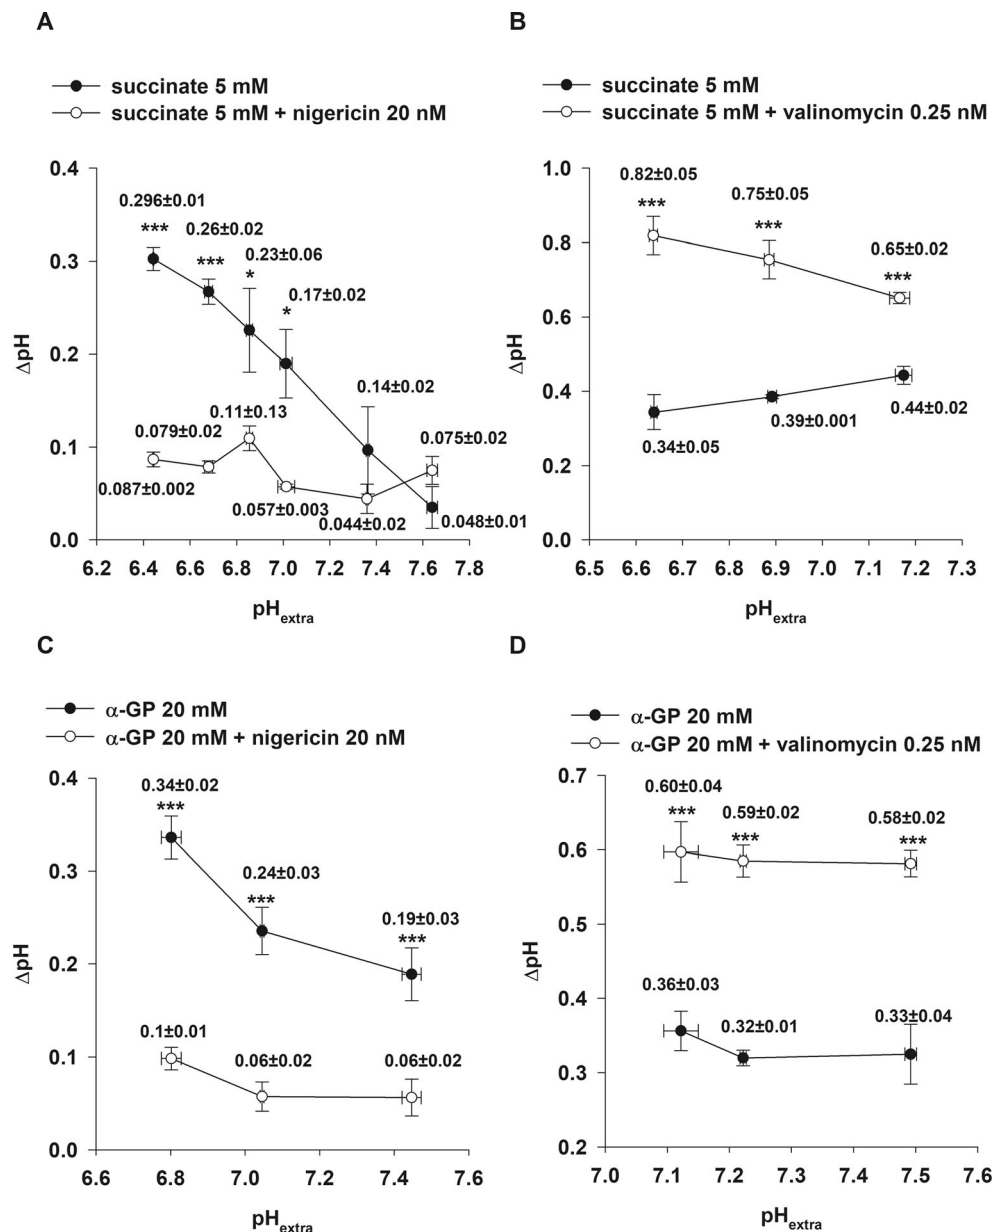 A
succinate 5 mM
succinate 5 mM + nigericin 20 nM
0.4
0.3
0.2
0.1
0.0
ΔpH
0.296±0.01
***
0.26±0.02
***
0.23±0.06
*
0.17±0.02
*
0.14±0.02
0.11±0.13
0.079±0.02
0.075±0.02
0.087±0.002
0.057±0.003
0.044±0.02
0.048±0.01
6.2 6.4 6.6 6.8 7.0 7.2 7.4 7.6 7.8
pHextra
B
succinate 5 mM
succinate 5 mM + valinomycin 0.25 nM
1.0
0.8
0.6
0.4
0.2
0.0
ΔpH
0.82±0.05
***
0.75±0.05
***
0.65±0.02
***
0.34±0.05
0.39±0.001
0.44±0.02
6.5 6.6 6.7 6.8 6.9 7.0 7.1 7.2 7.3
pHextra
C
α-GP 20 mM
α-GP 20 mM + nigericin 20 nM
0.4
0.3
0.2
0.1
0.0
ΔpH
0.34±0.02
***
0.24±0.03
***
0.19±0.03
***
0.1±0.01
0.06±0.02
0.06±0.02
6.6 6.8 7.0 7.2 7.4 7.6
pHextra
D
α-GP 20 mM
α-GP 20 mM + valinomycin 0.25 nM
0.7
0.6
0.5
0.4
0.3
0.2
ΔpH
0.60±0.04
***
0.59±0.02
***
0.58±0.02
***
0.36±0.03
0.32±0.01
0.33±0.04
7.0 7.1 7.2 7.3 7.4 7.5 7.6
pHextra